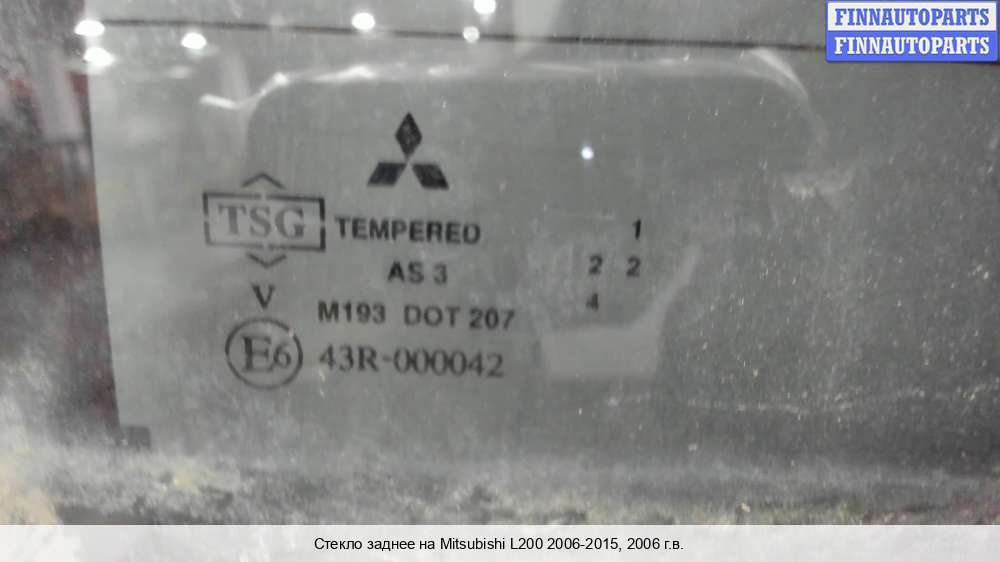 FINNAUTOPARTS
FINNAUTOPARTS
TSG TEMPERED
AS 3
V
M193 DOT 207
E6 43R-000042
1
2 2
4
Стекло заднее на Mitsubishi L200 2006-2015, 2006 г.в.